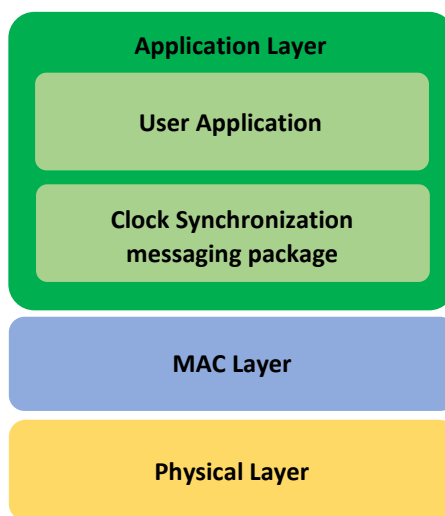 Application Layer
User Application
Clock Synchronization
messaging package
MAC Layer
Physical Layer